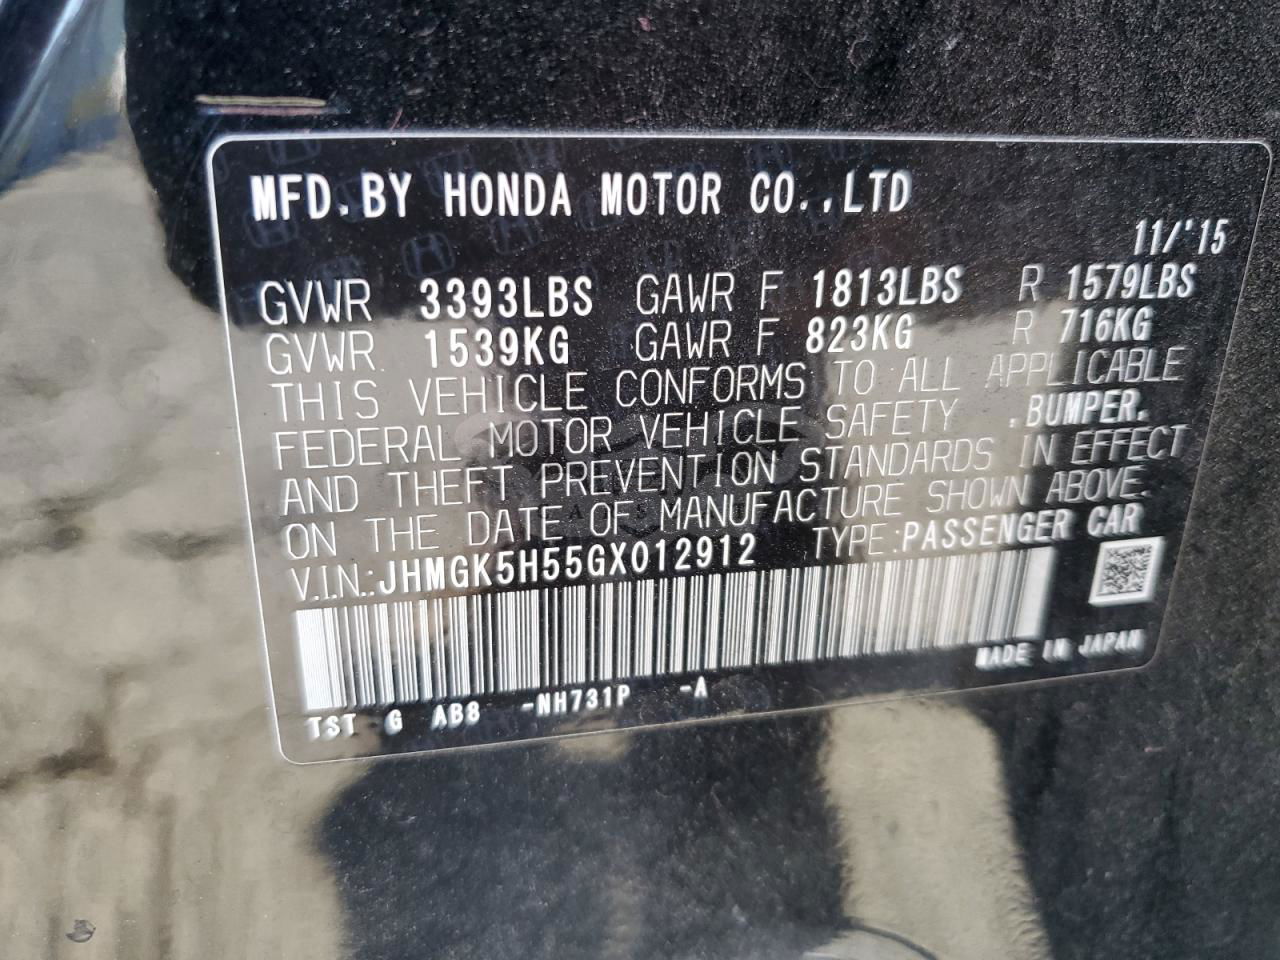 MFD.BY HONDA MOTOR CO.,LTD
11/'15
GVWR 3393LBS GAWR F 1813LBS R 1579LBS
GVWR 1539KG GAWR F 823KG R 716KG
THIS VEHICLE CONFORMS TO ALL APPLICABLE
FEDERAL MOTOR VEHICLE SAFETY .BUMPER.
AND THEFT PREVENTION STANDARDS IN EFFECT
ON THE DATE OF MANUFACTURE SHOWN ABOVE.
V.I.N.:JHMGK5H55GX012912 TYPE:PASSENGER CAR
MADE IN JAPAN
TST G AB8 -NH731P -A